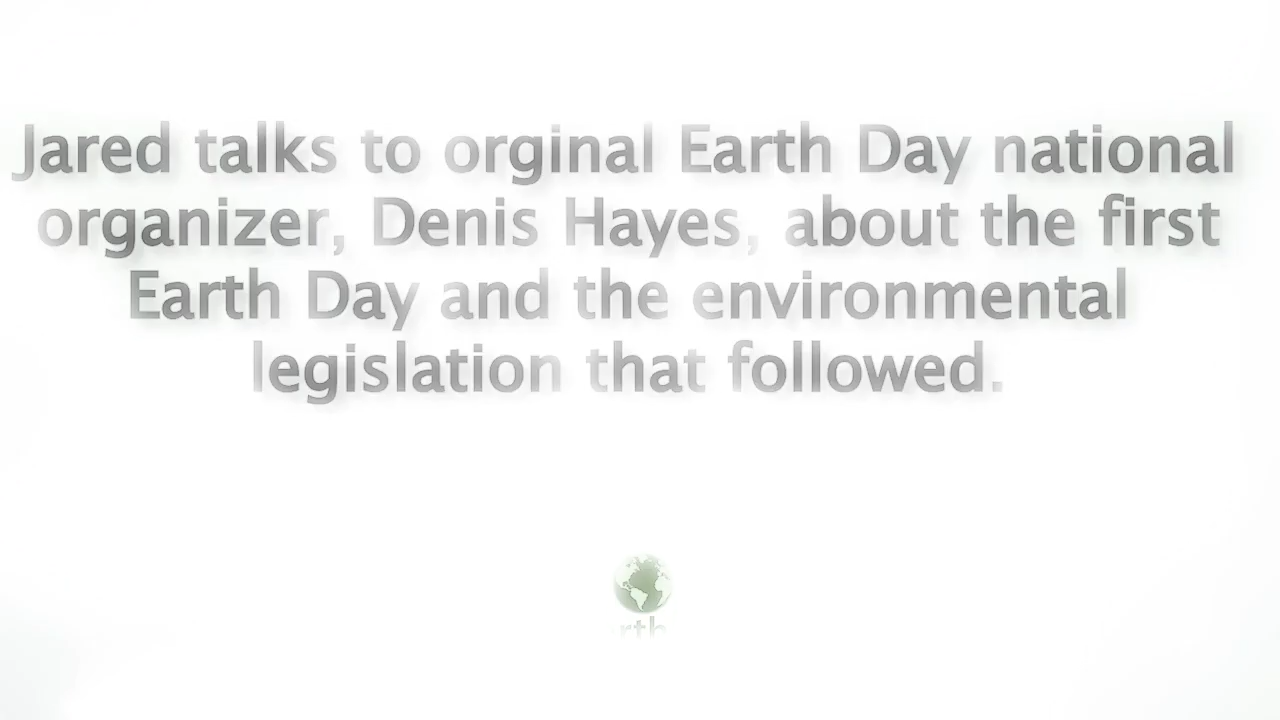 Jared talks to orginal Earth Day national
organizer, Denis Hayes, about the first
Earth Day and the environmental
legislation that followed.